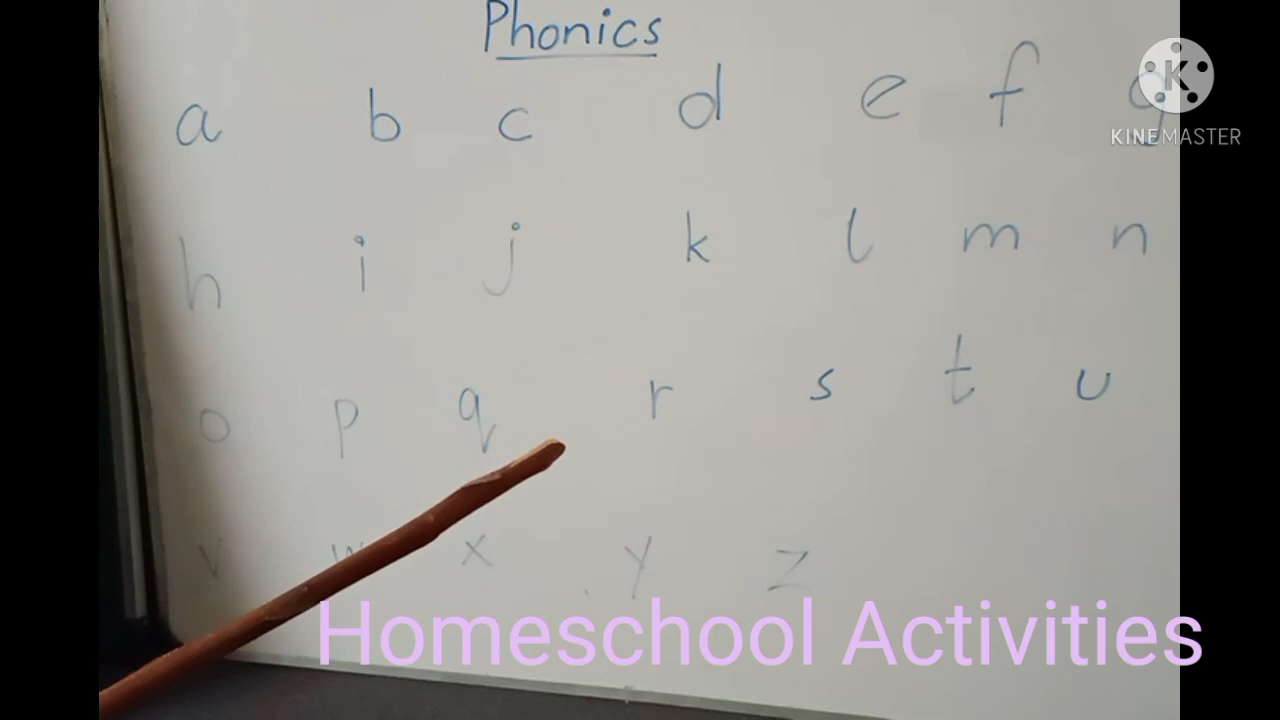 Phonics
a b c d e f g
KINEMASTER
h i j k l m n
o p q r s t u
v w x y z
Homeschool Activities